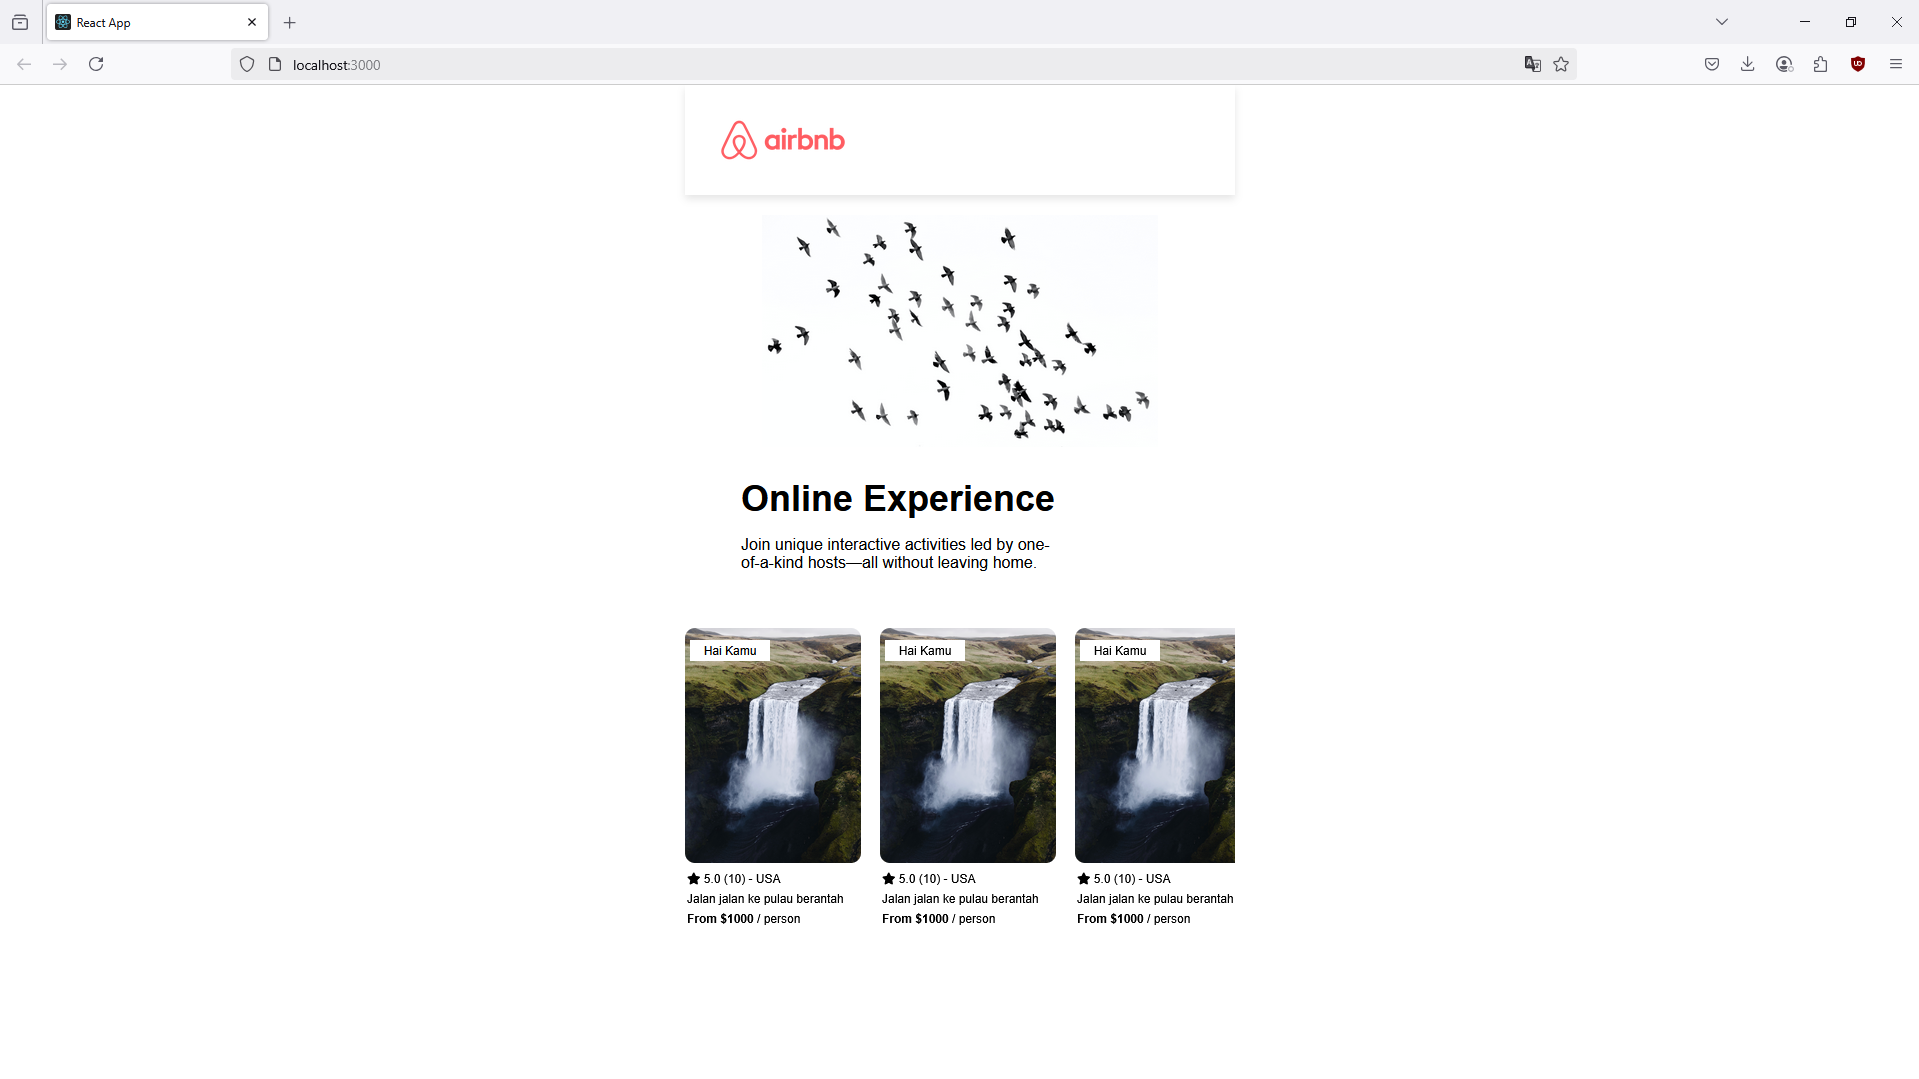 React App
localhost:3000
airbnb
Online Experience
Join unique interactive activities led by one-
of-a-kind hosts—all without leaving home.
Hai Kamu
Hai Kamu
Hai Kamu
5.0 (10) - USA
Jalan jalan ke pulau berantah
From $1000 / person
5.0 (10) - USA
Jalan jalan ke pulau berantah
From $1000 / person
5.0 (10) - USA
Jalan jalan ke pulau berantah
From $1000 / person